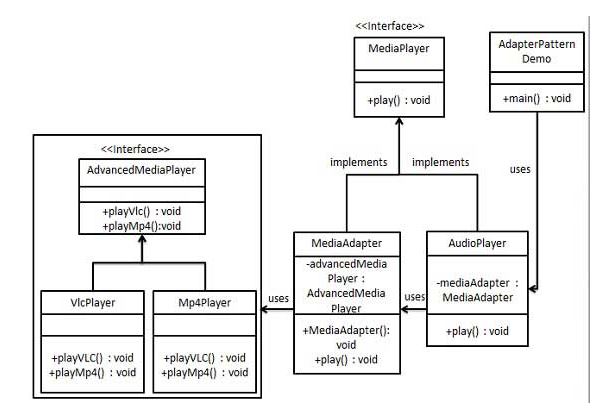 <<Interface>>
MediaPlayer
+play() : void
AdapterPattern
Demo
+main() : void
implements
implements
uses
<<Interface>>
AdvancedMediaPlayer
+playVlc() : void
+playMp4():void
VlcPlayer
+playVLC() : void
+playMp4() : void
Mp4Player
+playVLC() : void
+playMp4() : void
uses
MediaAdapter
-advancedMedia
Player :
AdvancedMedia
Player
+MediaAdapter():
void
+play() : void
uses
AudioPlayer
-mediaAdapter :
MediaAdapter
+play() : void